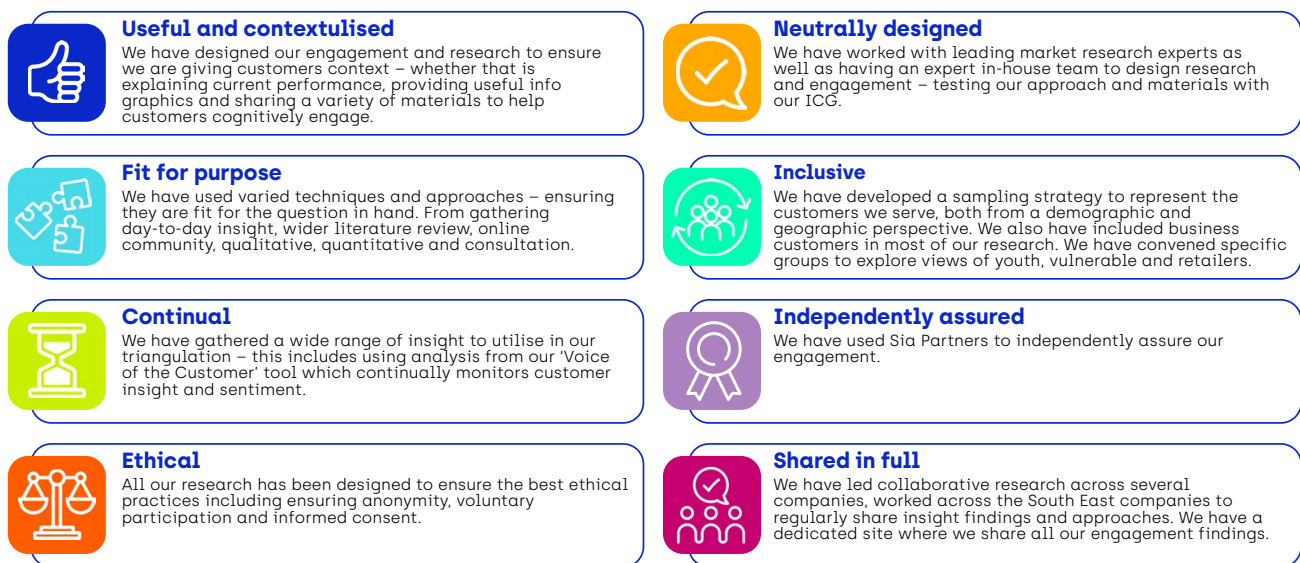 Useful and contextulised
We have designed our engagement and research to ensure
we are giving customers context – whether that is
explaining current performance, providing useful info
graphics and sharing a variety of materials to help
customers cognitively engage.
Neutrally designed
We have worked with leading market research experts as
well as having an expert in-house team to design research
and engagement – testing our approach and materials with
our ICG.
Fit for purpose
We have used varied techniques and approaches – ensuring
they are fit for the question in hand. From gathering
day-to-day insight, wider literature review, online
community, qualitative, quantitative and consultation.
Inclusive
We have developed a sampling strategy to represent the
customers we serve, both from a demographic and
geographic perspective. We also have included business
customers in most of our research. We have convened specific
groups to explore views of youth, vulnerable and retailers.
Continual
We have gathered a wide range of insight to utilise in our
triangulation – this includes using analysis from our ‘Voice
of the Customer’ tool which continually monitors customer
insight and sentiment.
Independently assured
We have used Sia Partners to independently assure our
engagement.
Ethical
All our research has been designed to ensure the best ethical
practices including ensuring anonymity, voluntary
participation and informed consent.
Shared in full
We have led collaborative research across several
companies, worked across the South East companies to
regularly share insight findings and approaches. We have a
dedicated site where we share all our engagement findings.